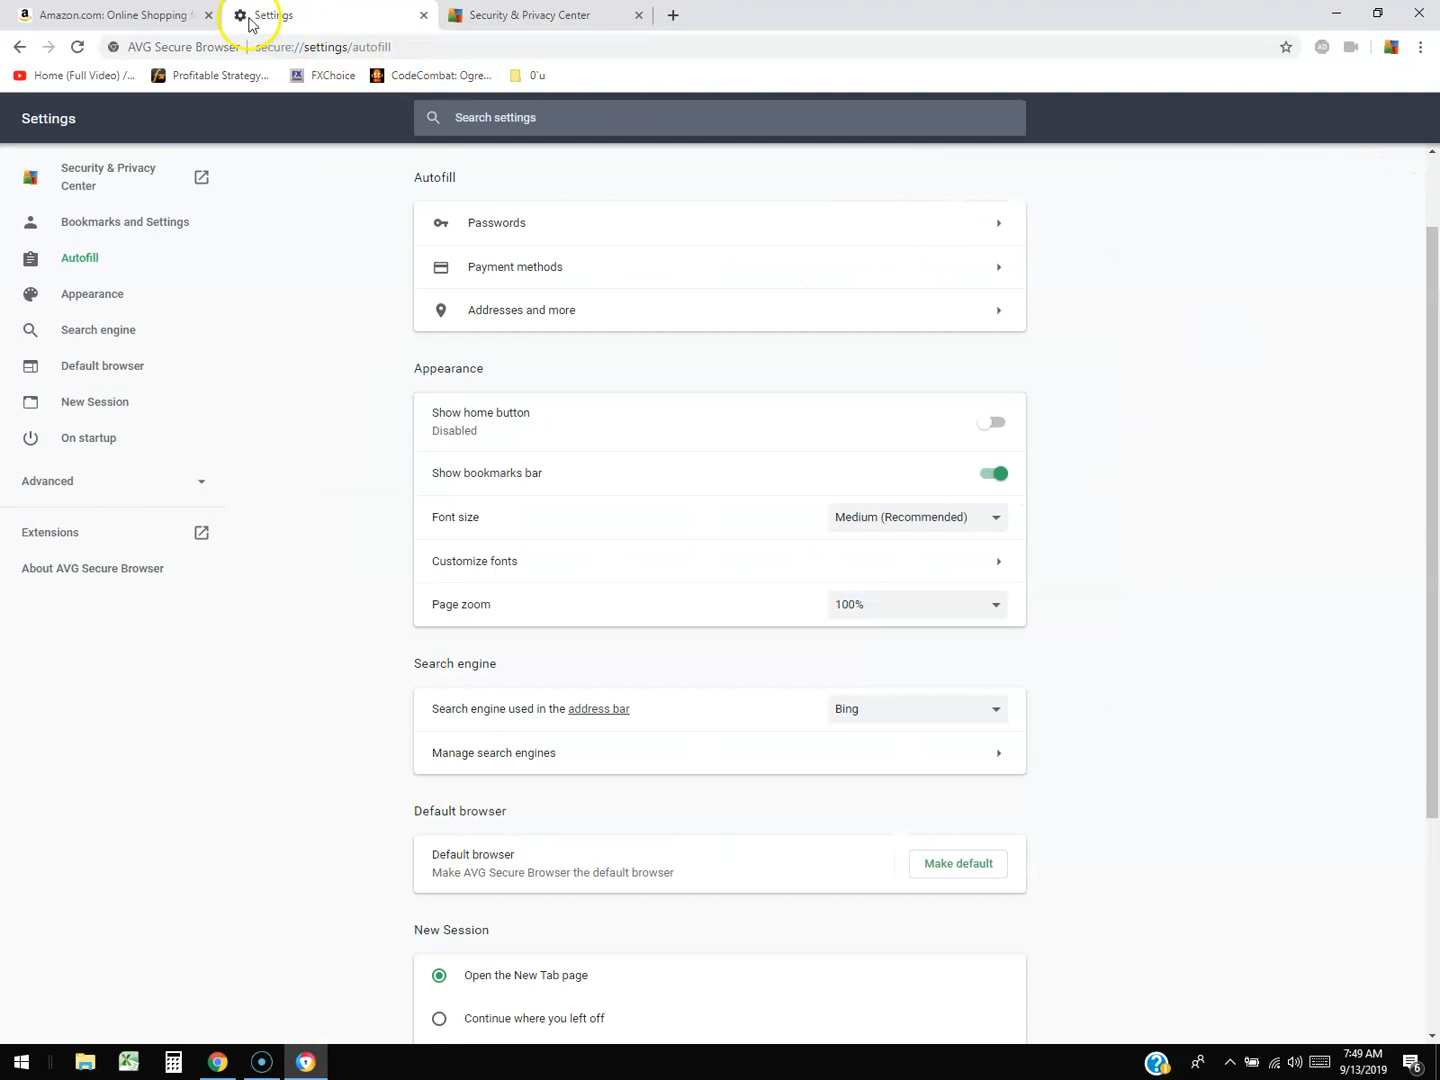 Amazon.com: Online Shopping f
Settings
Security & Privacy Center
AVG Secure Browser | secure://settings/autofill
Home (Full Video) /...
Profitable Strategy...
FXChoice
CodeCombat: Ogre...
0`u
Settings
Search settings
Security & Privacy
Center
Bookmarks and Settings
Autofill
Appearance
Search engine
Default browser
New Session
On startup
Advanced
Extensions
About AVG Secure Browser
Autofill
Passwords
Payment methods
Addresses and more
Appearance
Show home button
Disabled
Show bookmarks bar
Font size
Medium (Recommended)
Customize fonts
Page zoom
100%
Search engine
Search engine used in the address bar
Bing
Manage search engines
Default browser
Default browser
Make AVG Secure Browser the default browser
Make default
New Session
Open the New Tab page
Continue where you left off
7:49 AM
9/13/2019
6